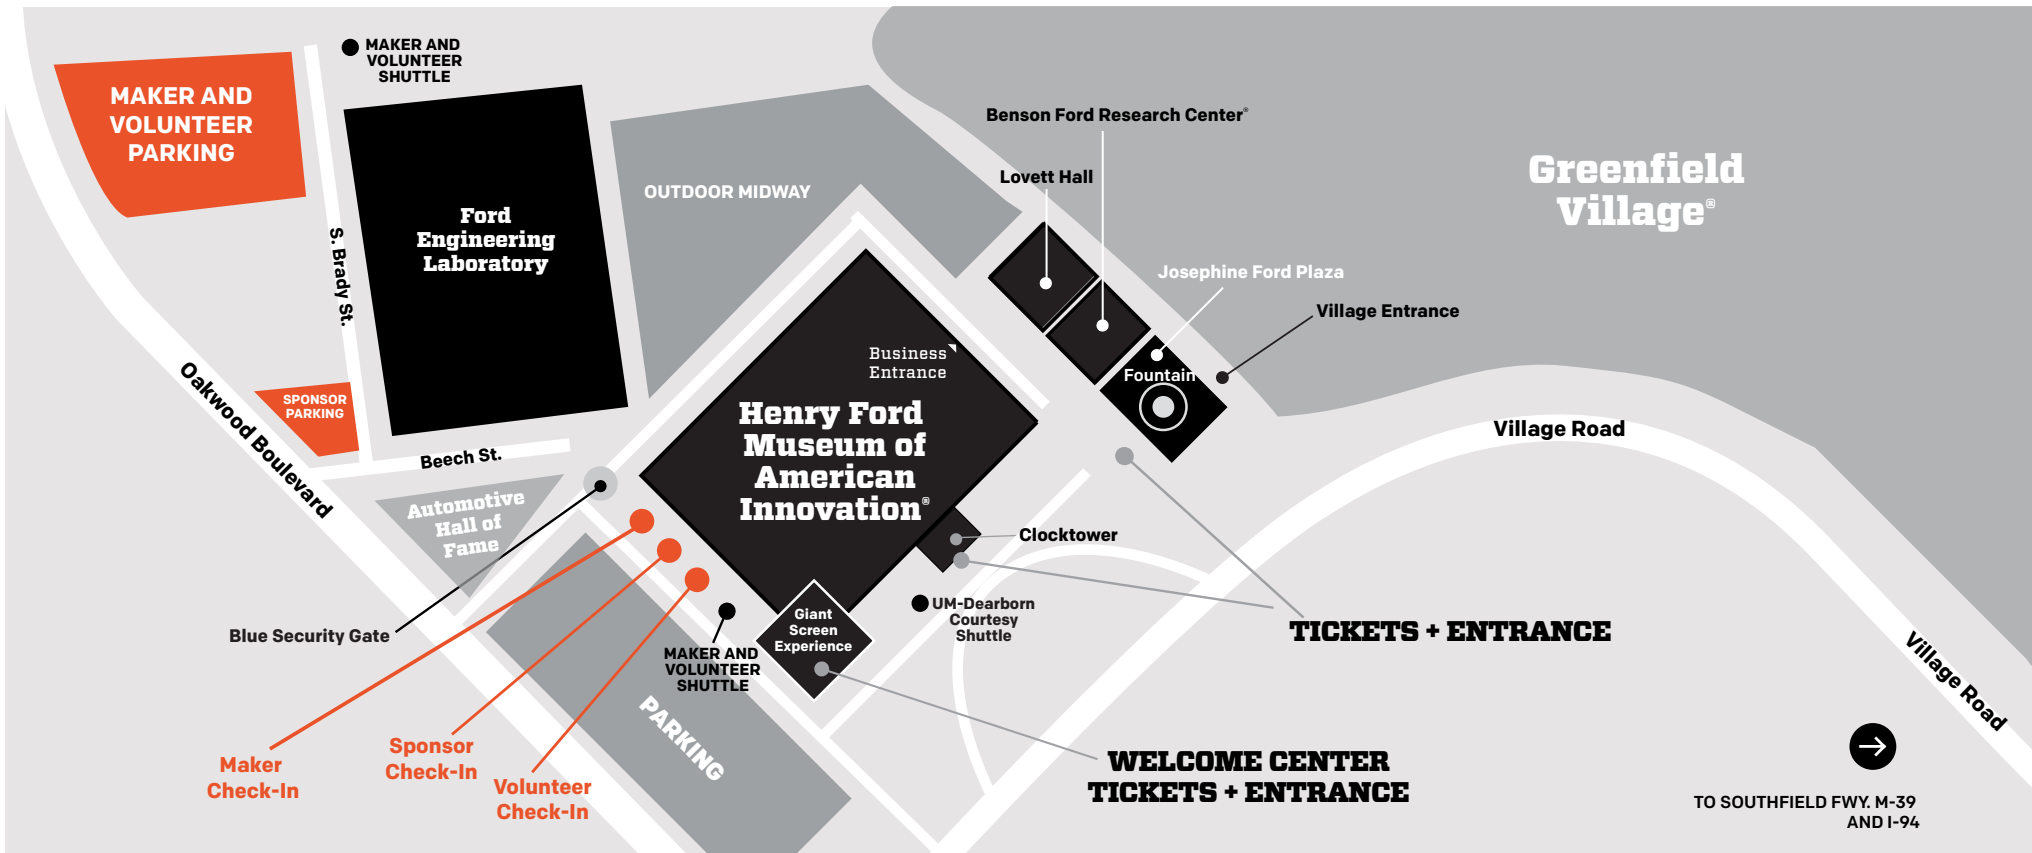 MAKER AND
VOLUNTEER
SHUTTLE
MAKER AND
VOLUNTEER
PARKING
Ford
Engineering
Laboratory
OUTDOOR MIDWAY
Benson Ford Research Center®
Lovett Hall
Greenfield
Village®
S. Brady St.
Josephine Ford Plaza
Village Entrance
Business
Entrance
Fountain
SPONSOR
PARKING
Oakwood Boulevard
Henry Ford
Museum of
American
Innovation®
Village Road
Beech St.
Automotive
Hall of
Fame
Clocktower
UM-Dearborn
Courtesy
Shuttle
Giant
Screen
Experience
Blue Security Gate
MAKER AND
VOLUNTEER
SHUTTLE
TICKETS + ENTRANCE
Village Road
PARKING
Maker
Check-In
Sponsor
Check-In
Volunteer
Check-In
WELCOME CENTER
TICKETS + ENTRANCE
TO SOUTHFIELD FWY. M-39
AND I-94